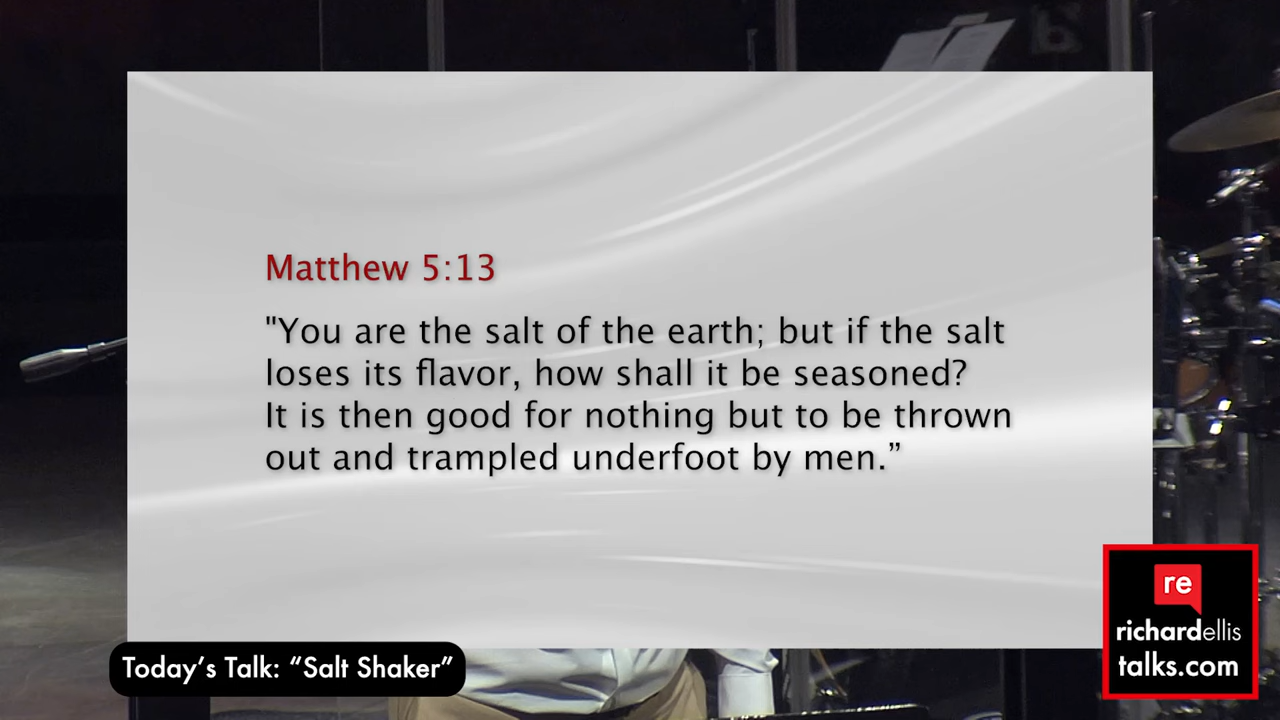 Matthew 5:13
"You are the salt of the earth; but if the salt
loses its flavor, how shall it be seasoned?
It is then good for nothing but to be thrown
out and trampled underfoot by men.”
Today’s Talk: “Salt Shaker”
re
richardellis
talks.com